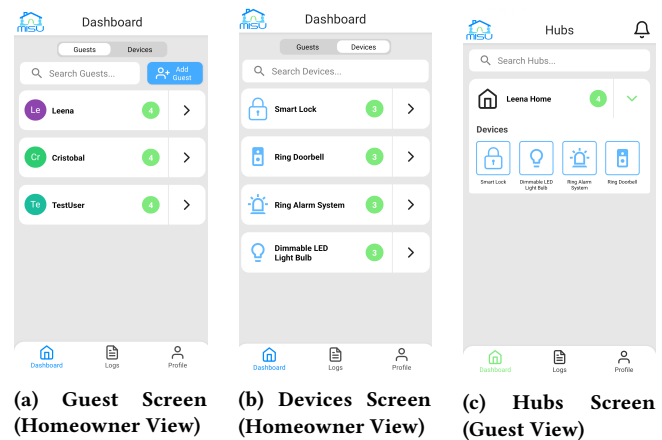 MISU
Dashboard
Guests
Devices
Search Guests...
Add
Guest
Le
Leena
4
Cr
Cristobal
4
Te
TestUser
4
Dashboard
Logs
Profile
(a) Guest Screen
(Homeowner View)
MISU
Dashboard
Guests
Devices
Search Devices...
Smart Lock
3
Ring Doorbell
3
Ring Alarm System
3
Dimmable LED
Light Bulb
3
Dashboard
Logs
Profile
(b) Devices Screen
(Homeowner View)
MISU
Hubs
Search Hubs...
Leena Home
4
Devices
Smart Lock
Dimmable LED
Light Bulb
Ring Alarm
System
Ring Doorbell
Dashboard
Logs
Profile
(c) Hubs Screen
(Guest View)